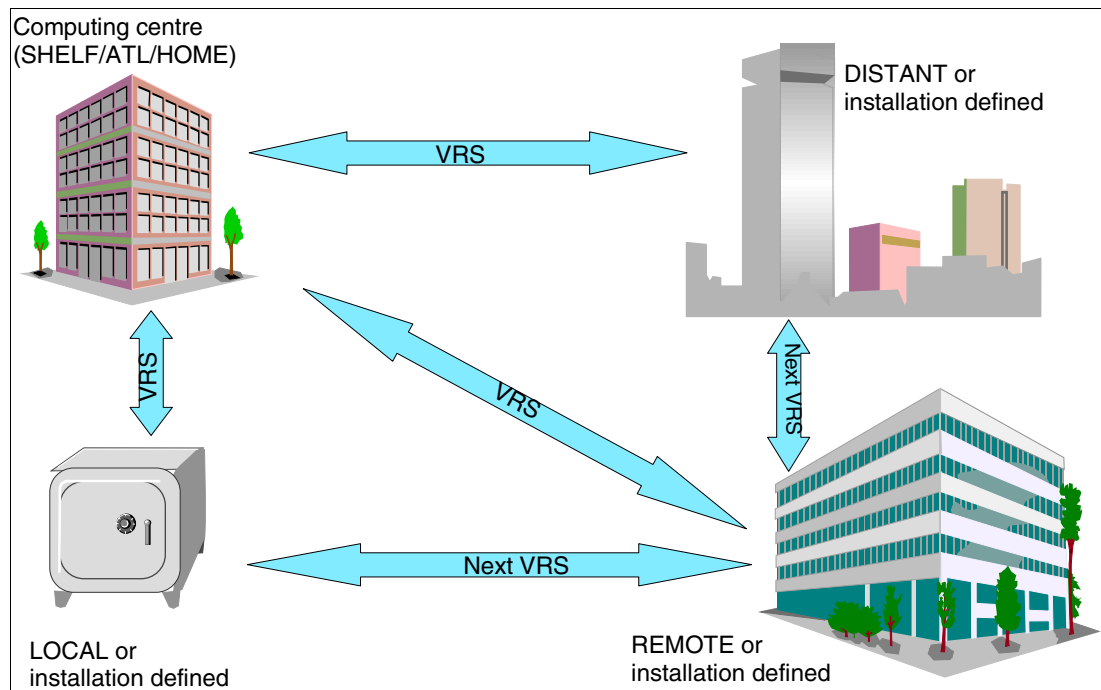 Computing centre
(SHELF/ATL/HOME)
DISTANT or
installation defined
VRS
VRS
VRS
Next VRS
Next VRS
LOCAL or
installation defined
REMOTE or
installation defined